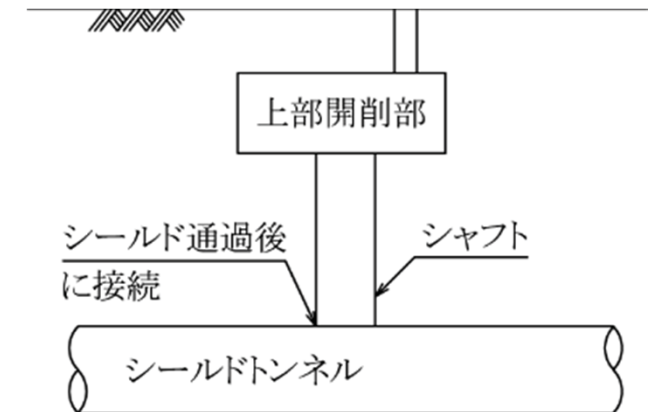 上部開削部
シールド通過後
に接続
シャフト
シールドトンネル